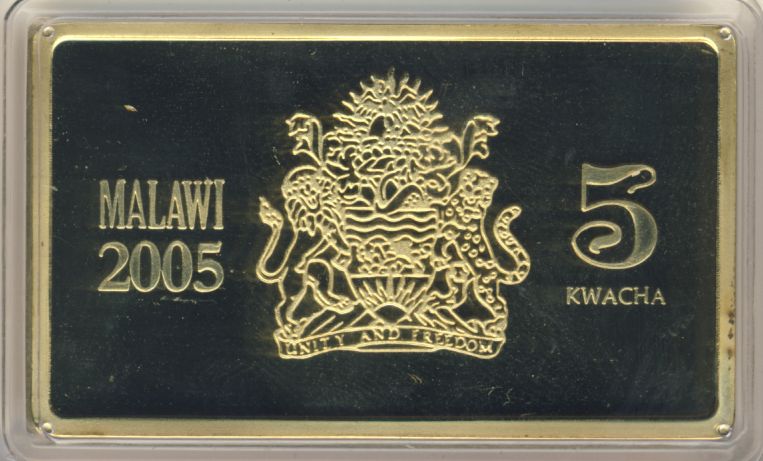 MALAWI
2005
UNITY AND FREEDOM
5
KWACHA